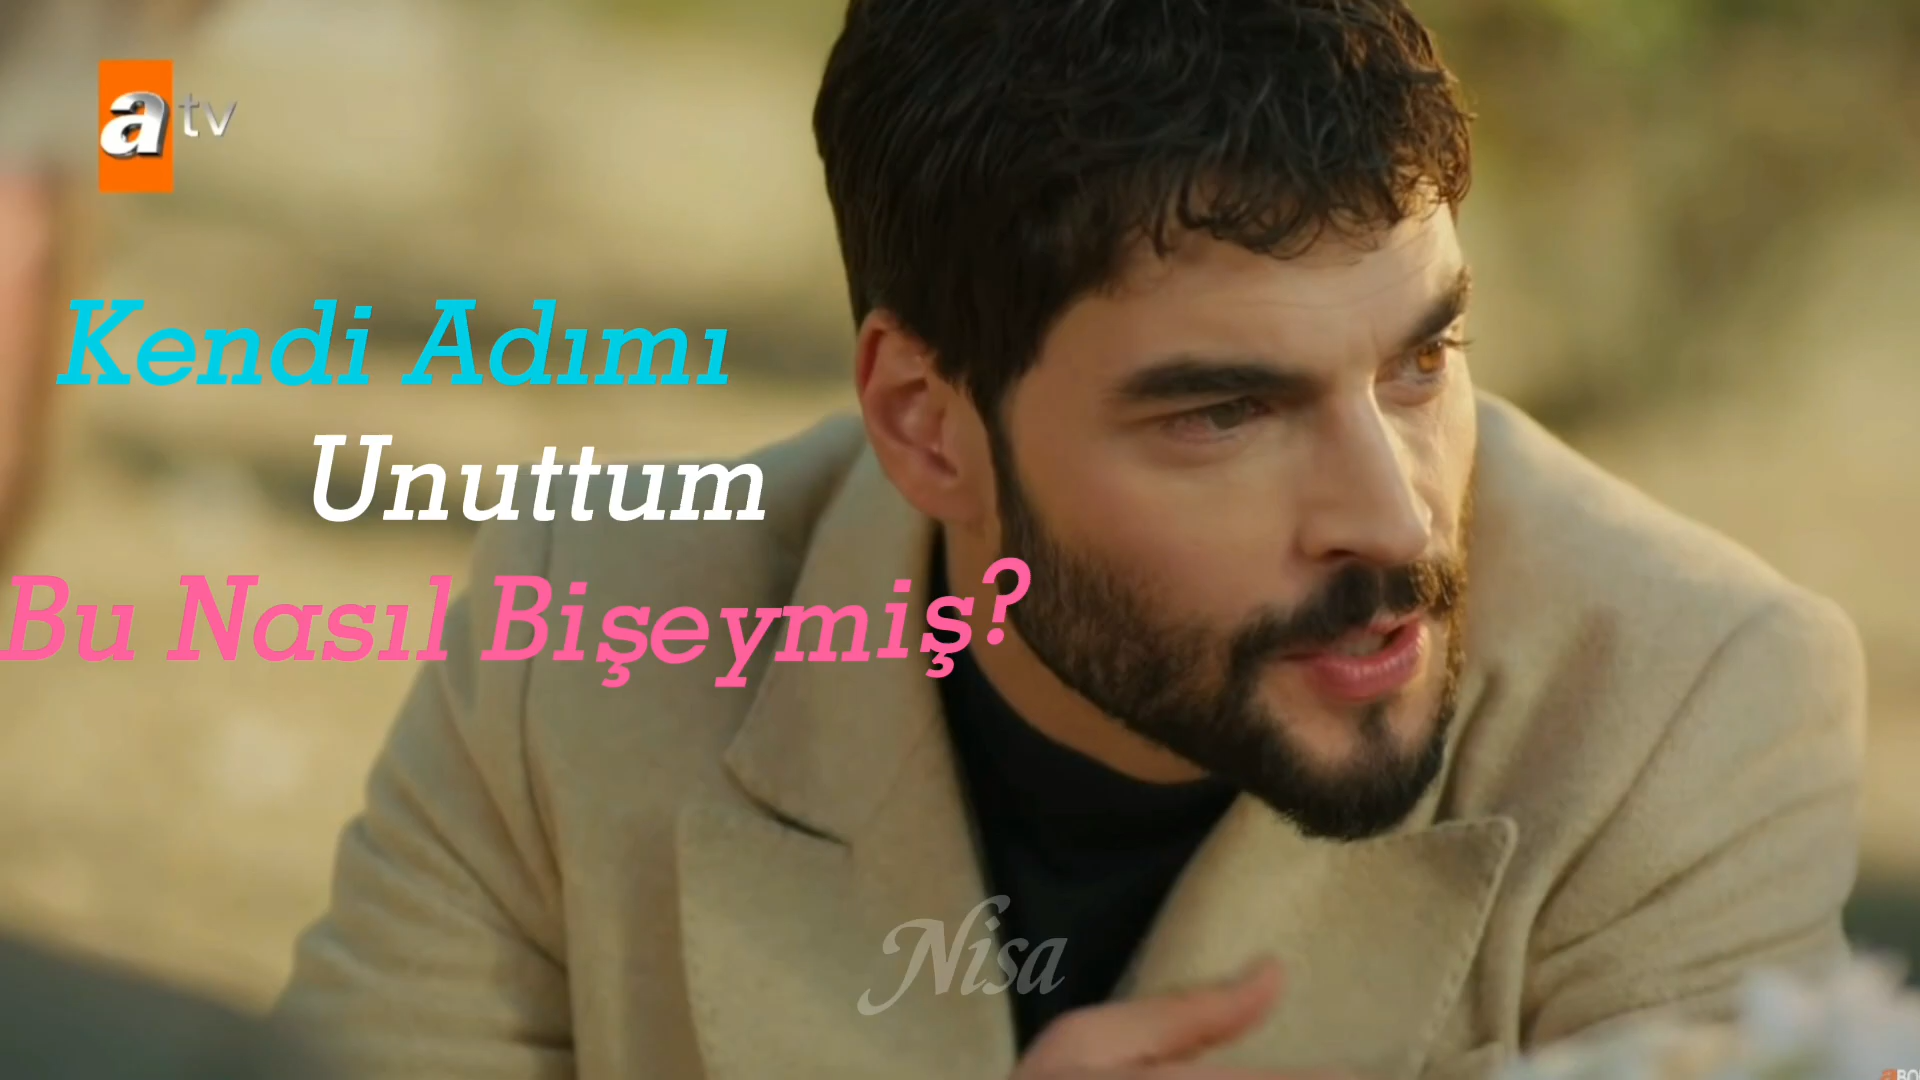 atv
Kendi Adımı
Unuttum
Bu Nasıl Bişeymiş?
Nisa